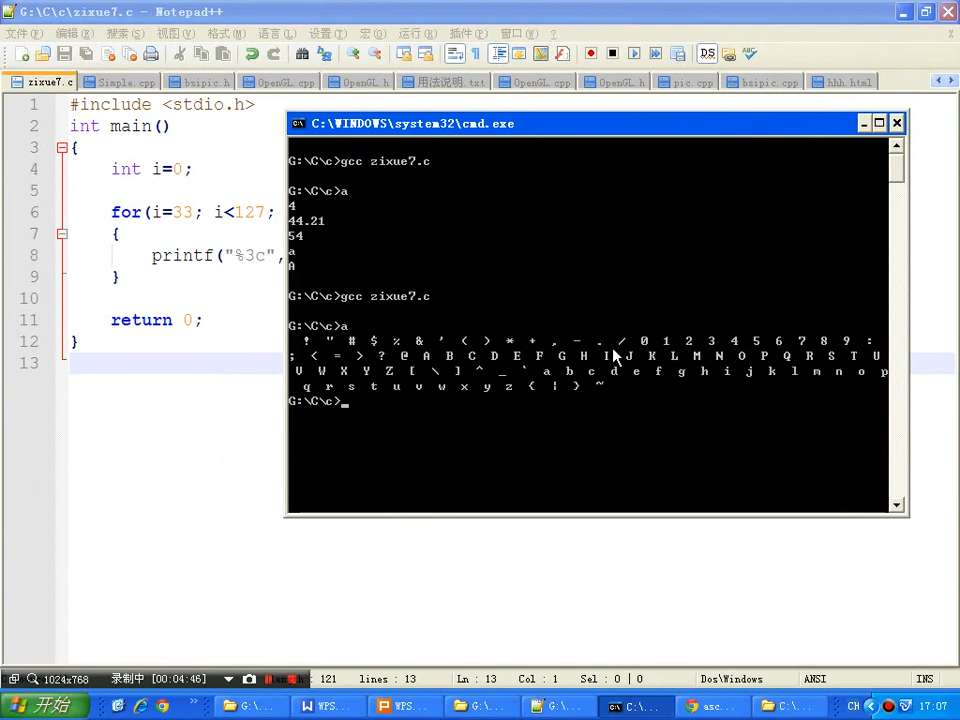 G:\C\c\zixue7.c - Notepad++
文件(F) 编辑(E) 搜索(S) 视图(V) 格式(M) 语言(L) 设置(T) 宏(O) 运行(R) 插件(P) 窗口(W) ?
zixue7.c Simple.cpp bsipic.h OpenGL.cpp OpenGL.h 用法说明.txt OpenGL.cpp OpenGL.h pic.cpp bsipic.cpp hhh.html
1 #include <stdio.h>
2 int main()
3 {
4 int i=0;
5
6 for(i=33; i<127;
7 {
8 printf("%3c",
9 }
10
11 return 0;
12 }
13
C:\WINDOWS\system32\cmd.exe
G:\C\c>gcc zixue7.c
G:\C\c>a
4
44.21
54
a
A
G:\C\c>gcc zixue7.c
G:\C\c>a
! " # $ % & ' ( ) * + , - . / 0 1 2 3 4 5 6 7 8 9 :
; < = > ? @ A B C D E F G H I J K L M N O P Q R S T U
V W X Y Z [ \ ] ^ _ ` a b c d e f g h i j k l m n o p
q r s t u v w x y z { | } ~
G:\C\c>_
1024x768 录制中 [00:04:46] 121 lines : 13 Ln : 13 Col : 1 Sel : 0 | 0 Dos\Windows ANSI INS
开始 G:\... WPS... WPS... G:\... G:\... C:\... asc... C:\... CH 17:07